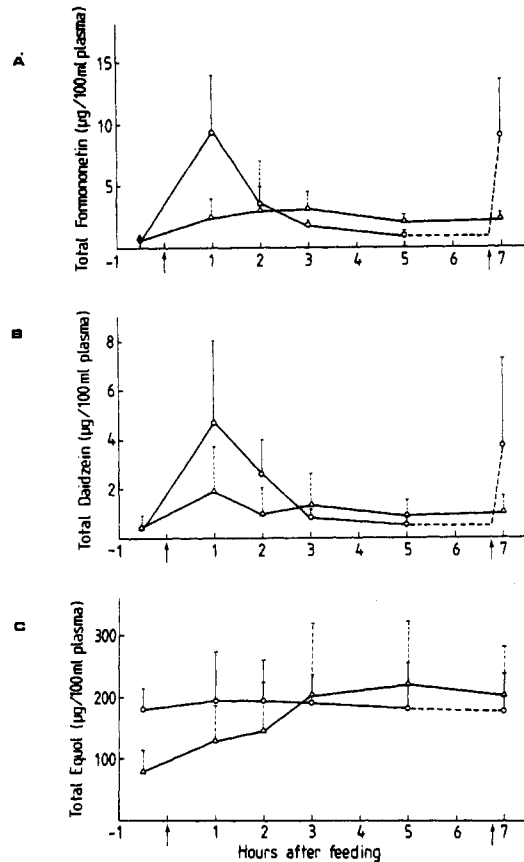 A.
Total Formononetin (µg/100ml plasma)
15
10
5
-1 1 2 3 4 5 6 7
B
Total Daidzein (µg/100ml plasma)
8
6
4
2
-1 1 2 3 4 5 6 7
C
Total Equol (µg/100ml plasma)
300
200
100
-1 1 2 3 4 5 6 7
Hours after feeding